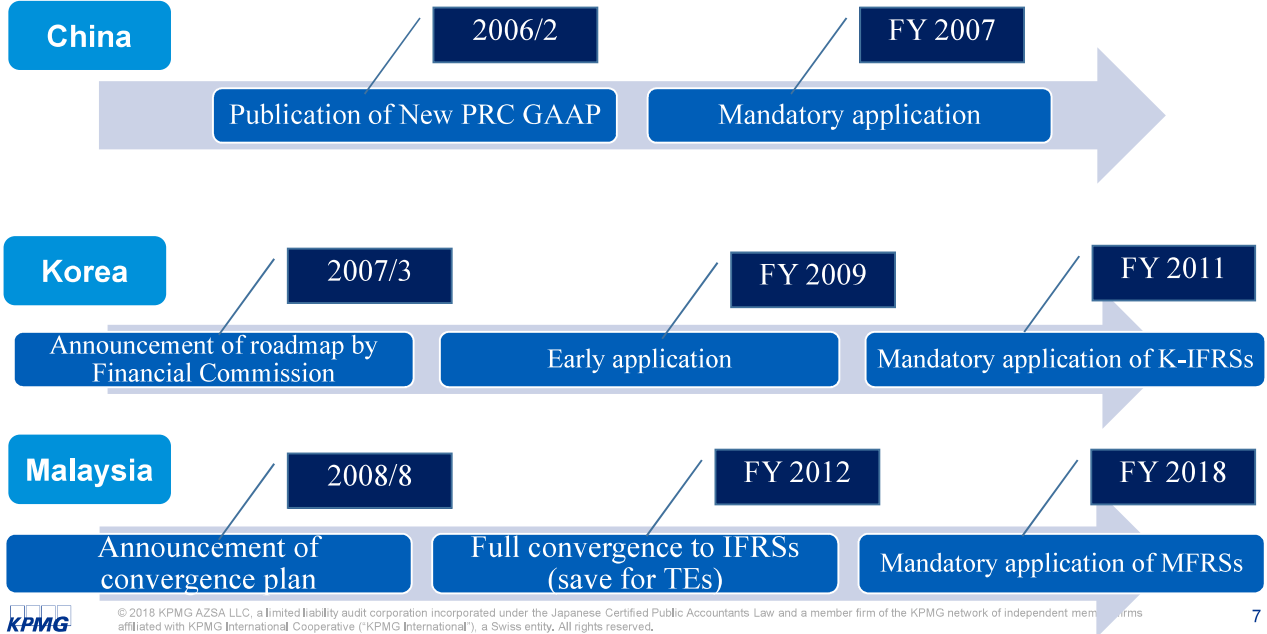 China
2006/2
FY 2007
Publication of New PRC GAAP
Mandatory application
Korea
2007/3
FY 2009
FY 2011
Announcement of roadmap by
Financial Commission
Early application
Mandatory application of K-IFRSs
Malaysia
2008/8
FY 2012
FY 2018
Announcement of
convergence plan
Full convergence to IFRSs
(save for TEs)
Mandatory application of MFRSs
KPMG
© 2018 KPMG AZSA LLC, a limited liability audit corporation incorporated under the Japanese Certified Public Accountants Law and a member firm of the KPMG network of independent
affiliated with KPMG International Cooperative ("KPMG International"), a Swiss entity. All rights reserved.
7